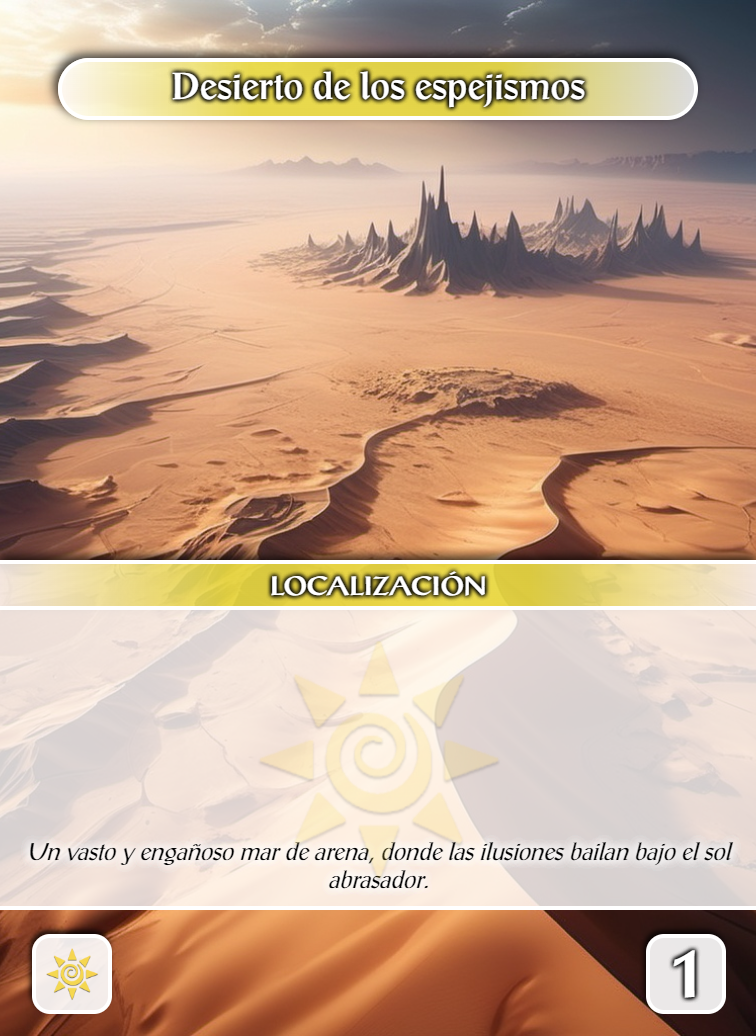 Desierto de los espejismos
LOCALIZACIÓN
Un vasto y engañoso mar de arena, donde las ilusiones bailan bajo el sol
abrasador.
1